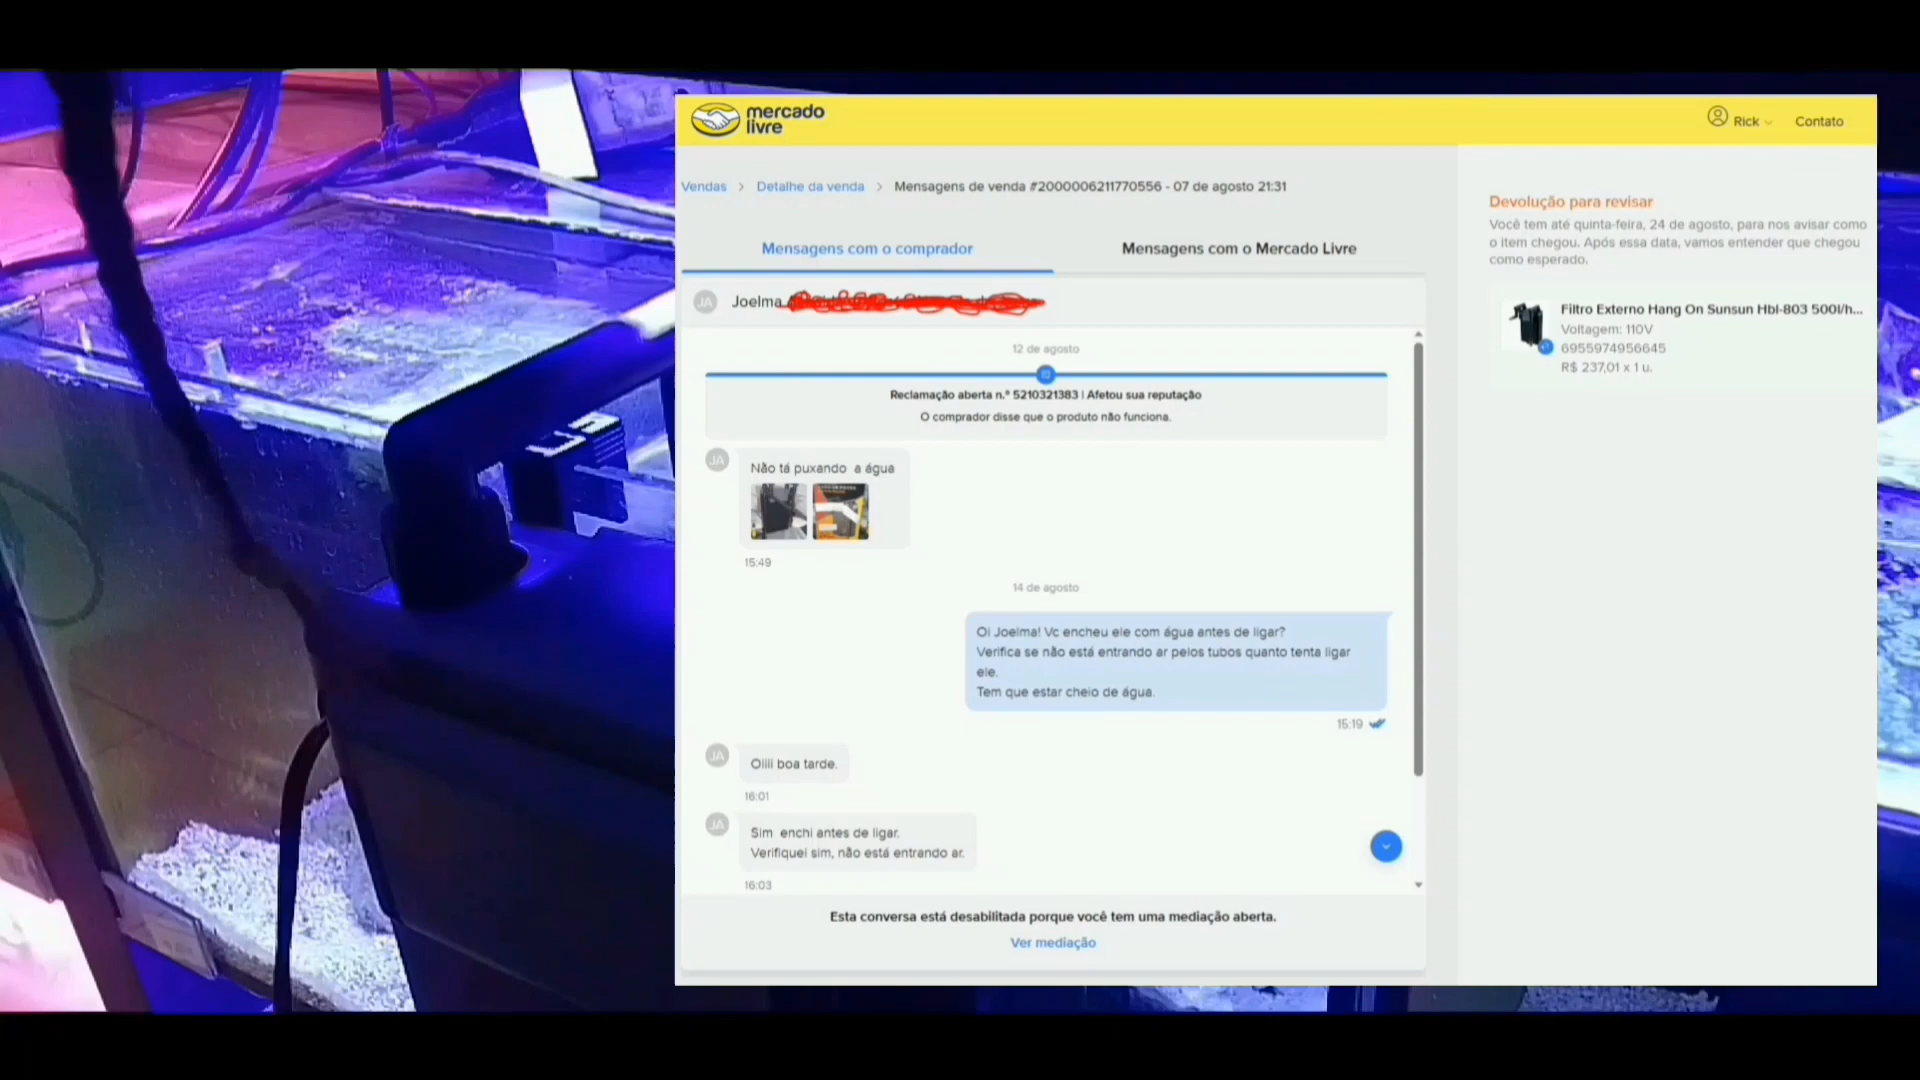 mercado
livre
Rick
Contato
Vendas > Detalhe da venda > Mensagens de venda #2000006211770556 - 07 de agosto 21:31
Mensagens com o comprador
Mensagens com o Mercado Livre
JA
Joelma
12 de agosto
Reclamação aberta n.º 5210321383 | Afetou sua reputação
O comprador disse que o produto não funciona.
JA
Não tá puxando a água
15:49
14 de agosto
Oi Joelma! Vc encheu ele com água antes de ligar?
Verifica se não está entrando ar pelos tubos quanto tenta ligar
ele.
Tem que estar cheio de água.
15:19
JA
Oiiii boa tarde.
16:01
JA
Sim enchi antes de ligar.
Verifiquei sim, não está entrando ar.
16:03
Esta conversa está desabilitada porque você tem uma mediação aberta.
Ver mediação
Devolução para revisar
Você tem até quinta-feira, 24 de agosto, para nos avisar como
o item chegou. Após essa data, vamos entender que chegou
como esperado.
Filtro Externo Hang On Sunsun Hbl-803 500l/h...
Voltagem: 110V
6955974956645
R$ 237,01 x 1 u.